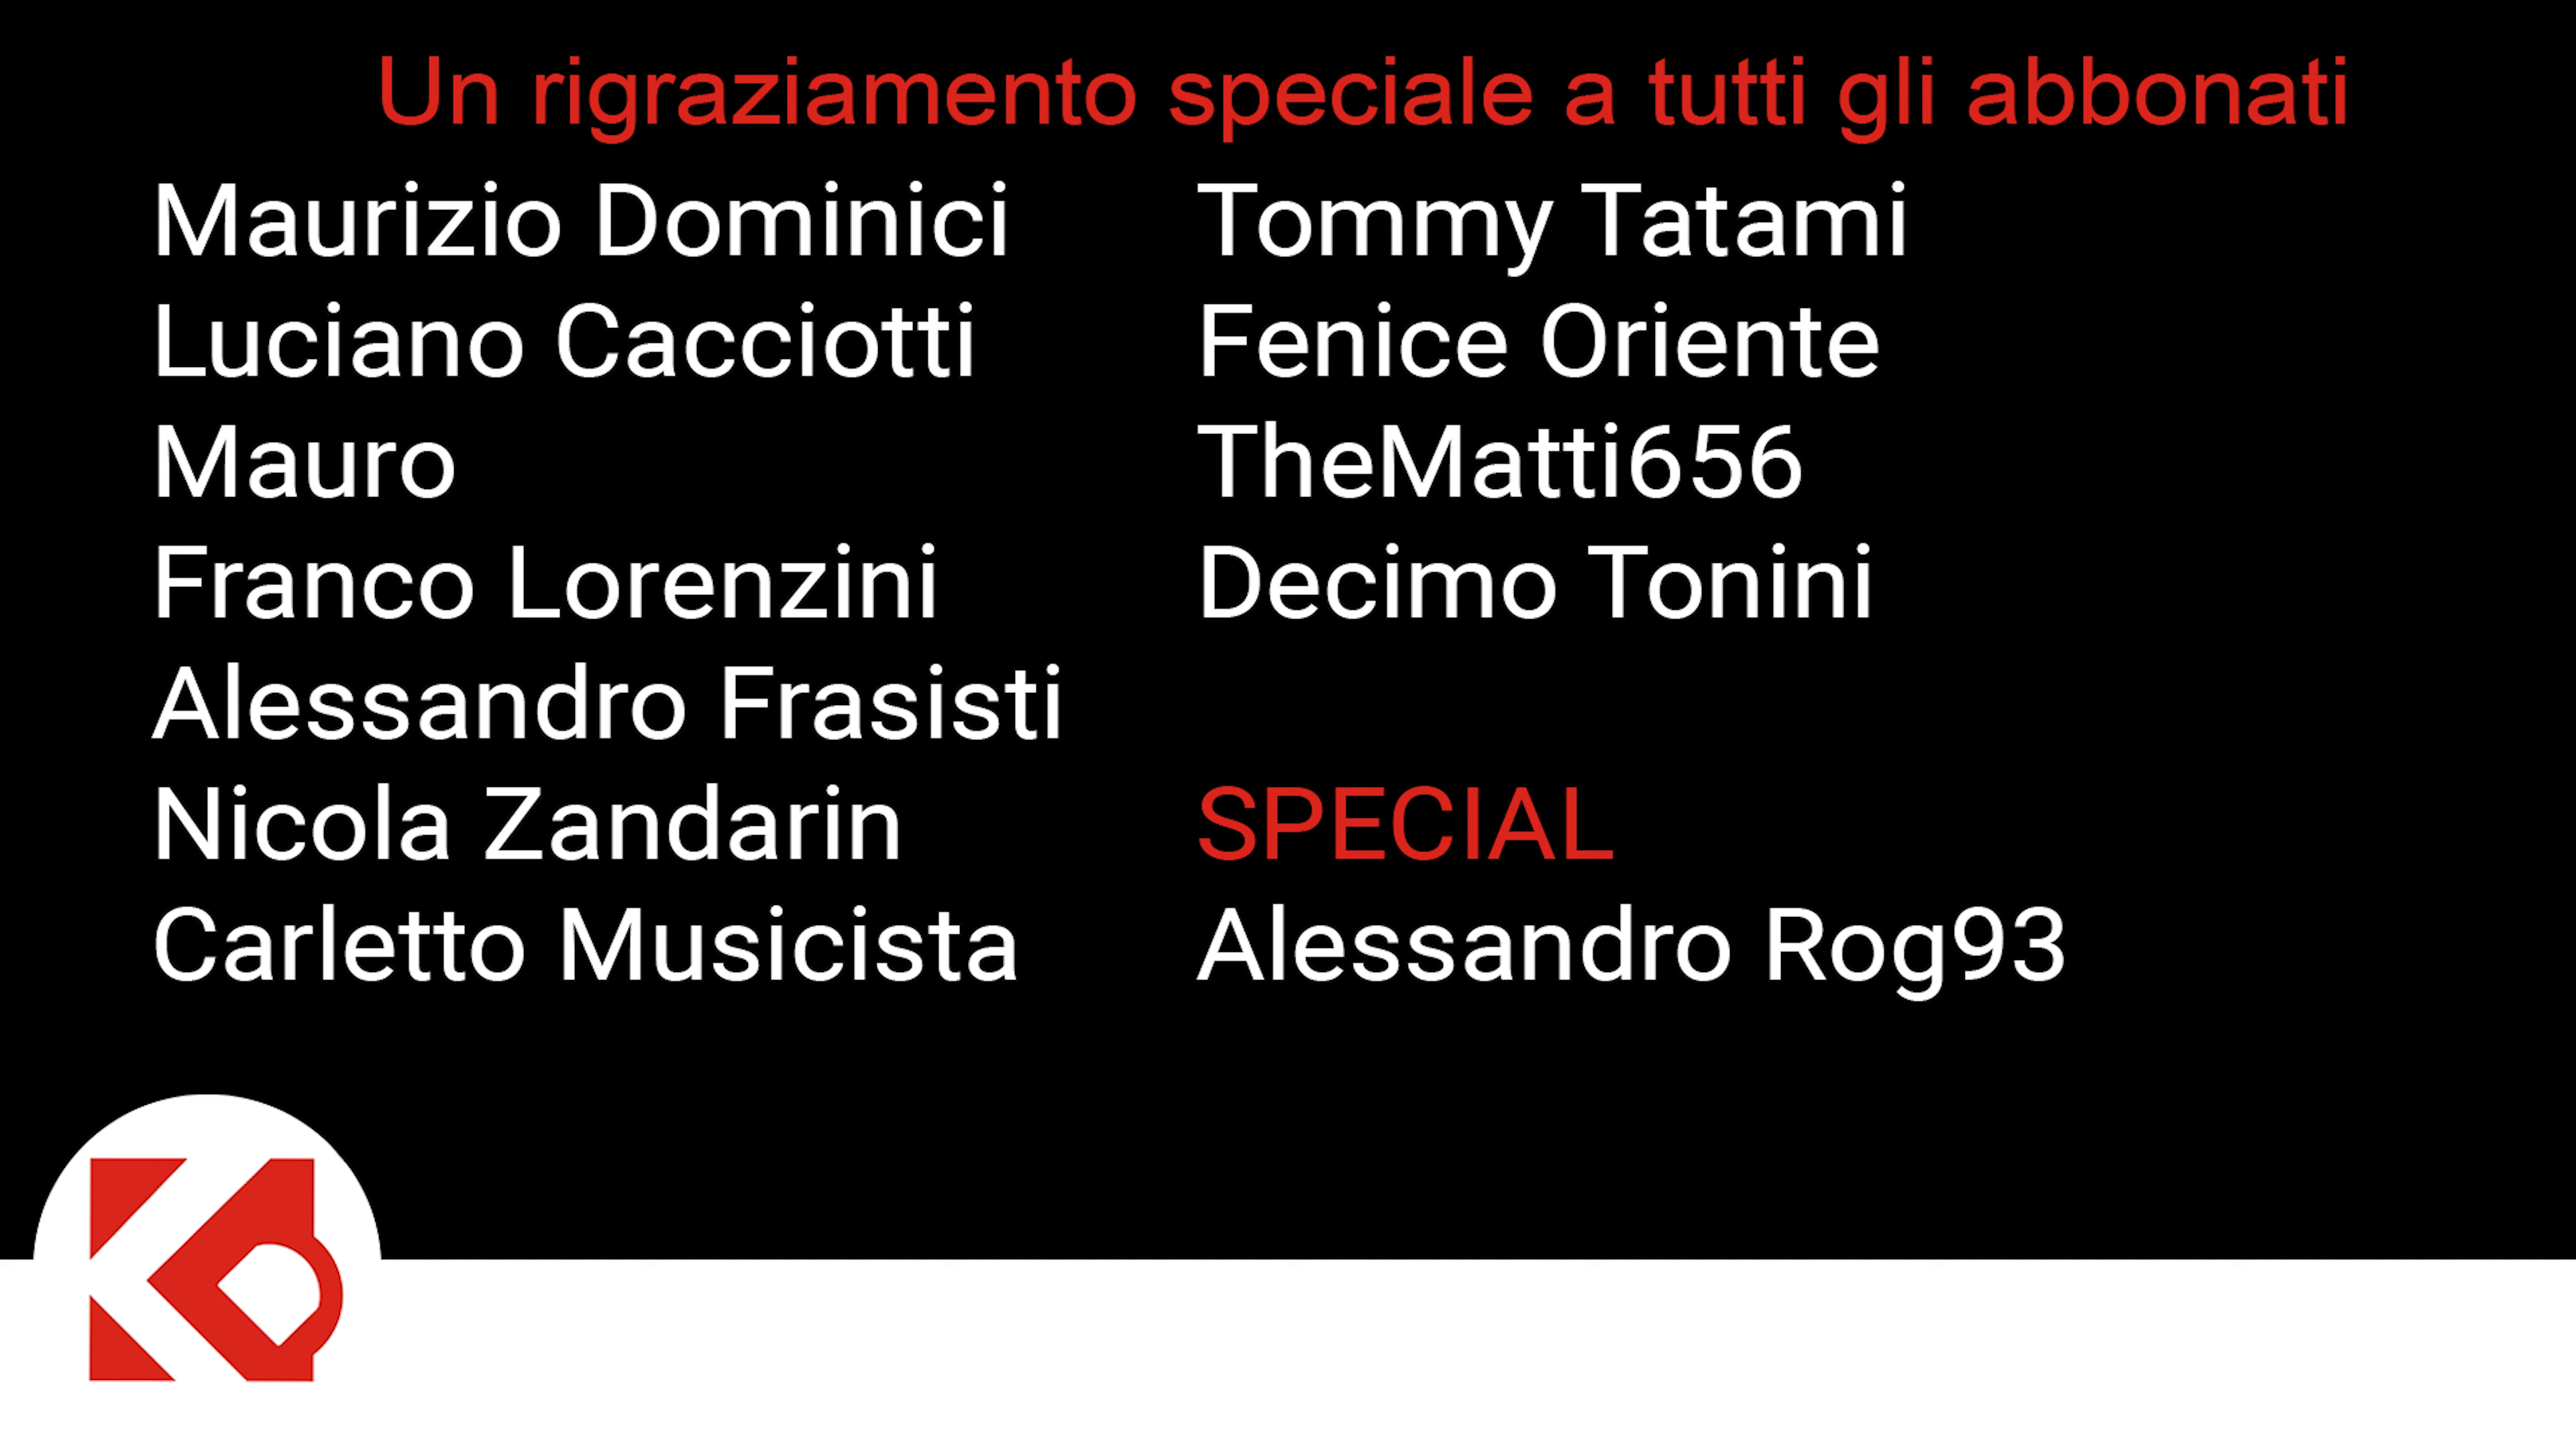 Un rigraziamento speciale a tutti gli abbonati
Maurizio Dominici
Luciano Cacciotti
Mauro
Franco Lorenzini
Alessandro Frasisti
Nicola Zandarin
Carletto Musicista
Tommy Tatami
Fenice Oriente
TheMatti656
Decimo Tonini
SPECIAL
Alessandro Rog93